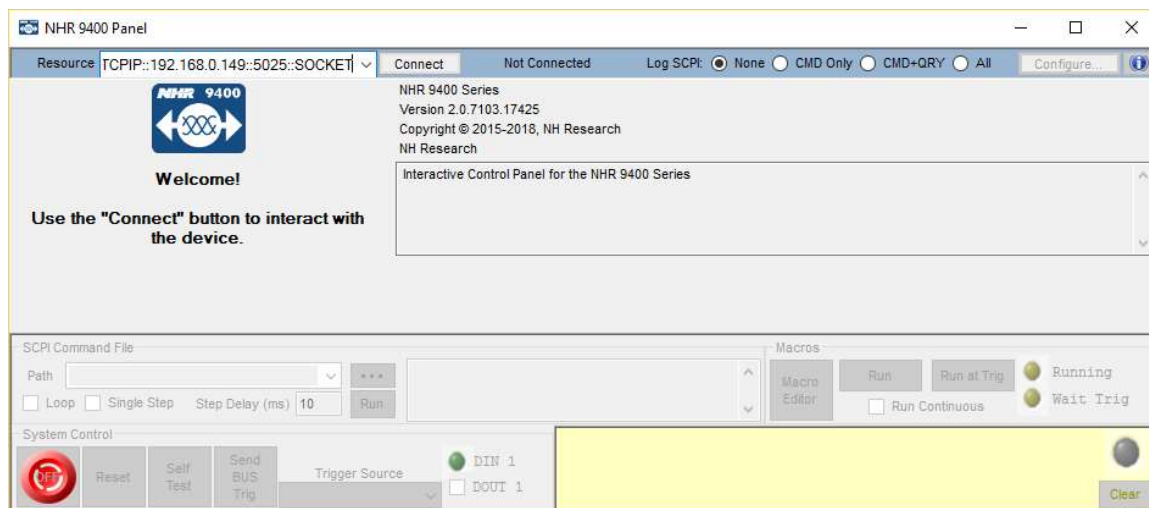 NHR 9400 Panel
Resource TCPIP::192.168.0.149::5025::SOCKET Connect Not Connected Log SCPI: None CMD Only CMD+QRY All Configure...
NHR 9400
Welcome!
Use the "Connect" button to interact with
the device.
NHR 9400 Series
Version 2.0.7103.17425
Copyright © 2015-2018, NH Research
NH Research
Interactive Control Panel for the NHR 9400 Series
SCPI Command File
Path
Loop Single Step Step Delay (ms) 10 Run
Macros
Macro
Editor
Run Run at Trig Running
Run Continuous Wait Trig
System Control
OFF Reset
Self
Test
Send
BUS
Trig
Trigger Source
DIN 1
DOUT 1
Clear